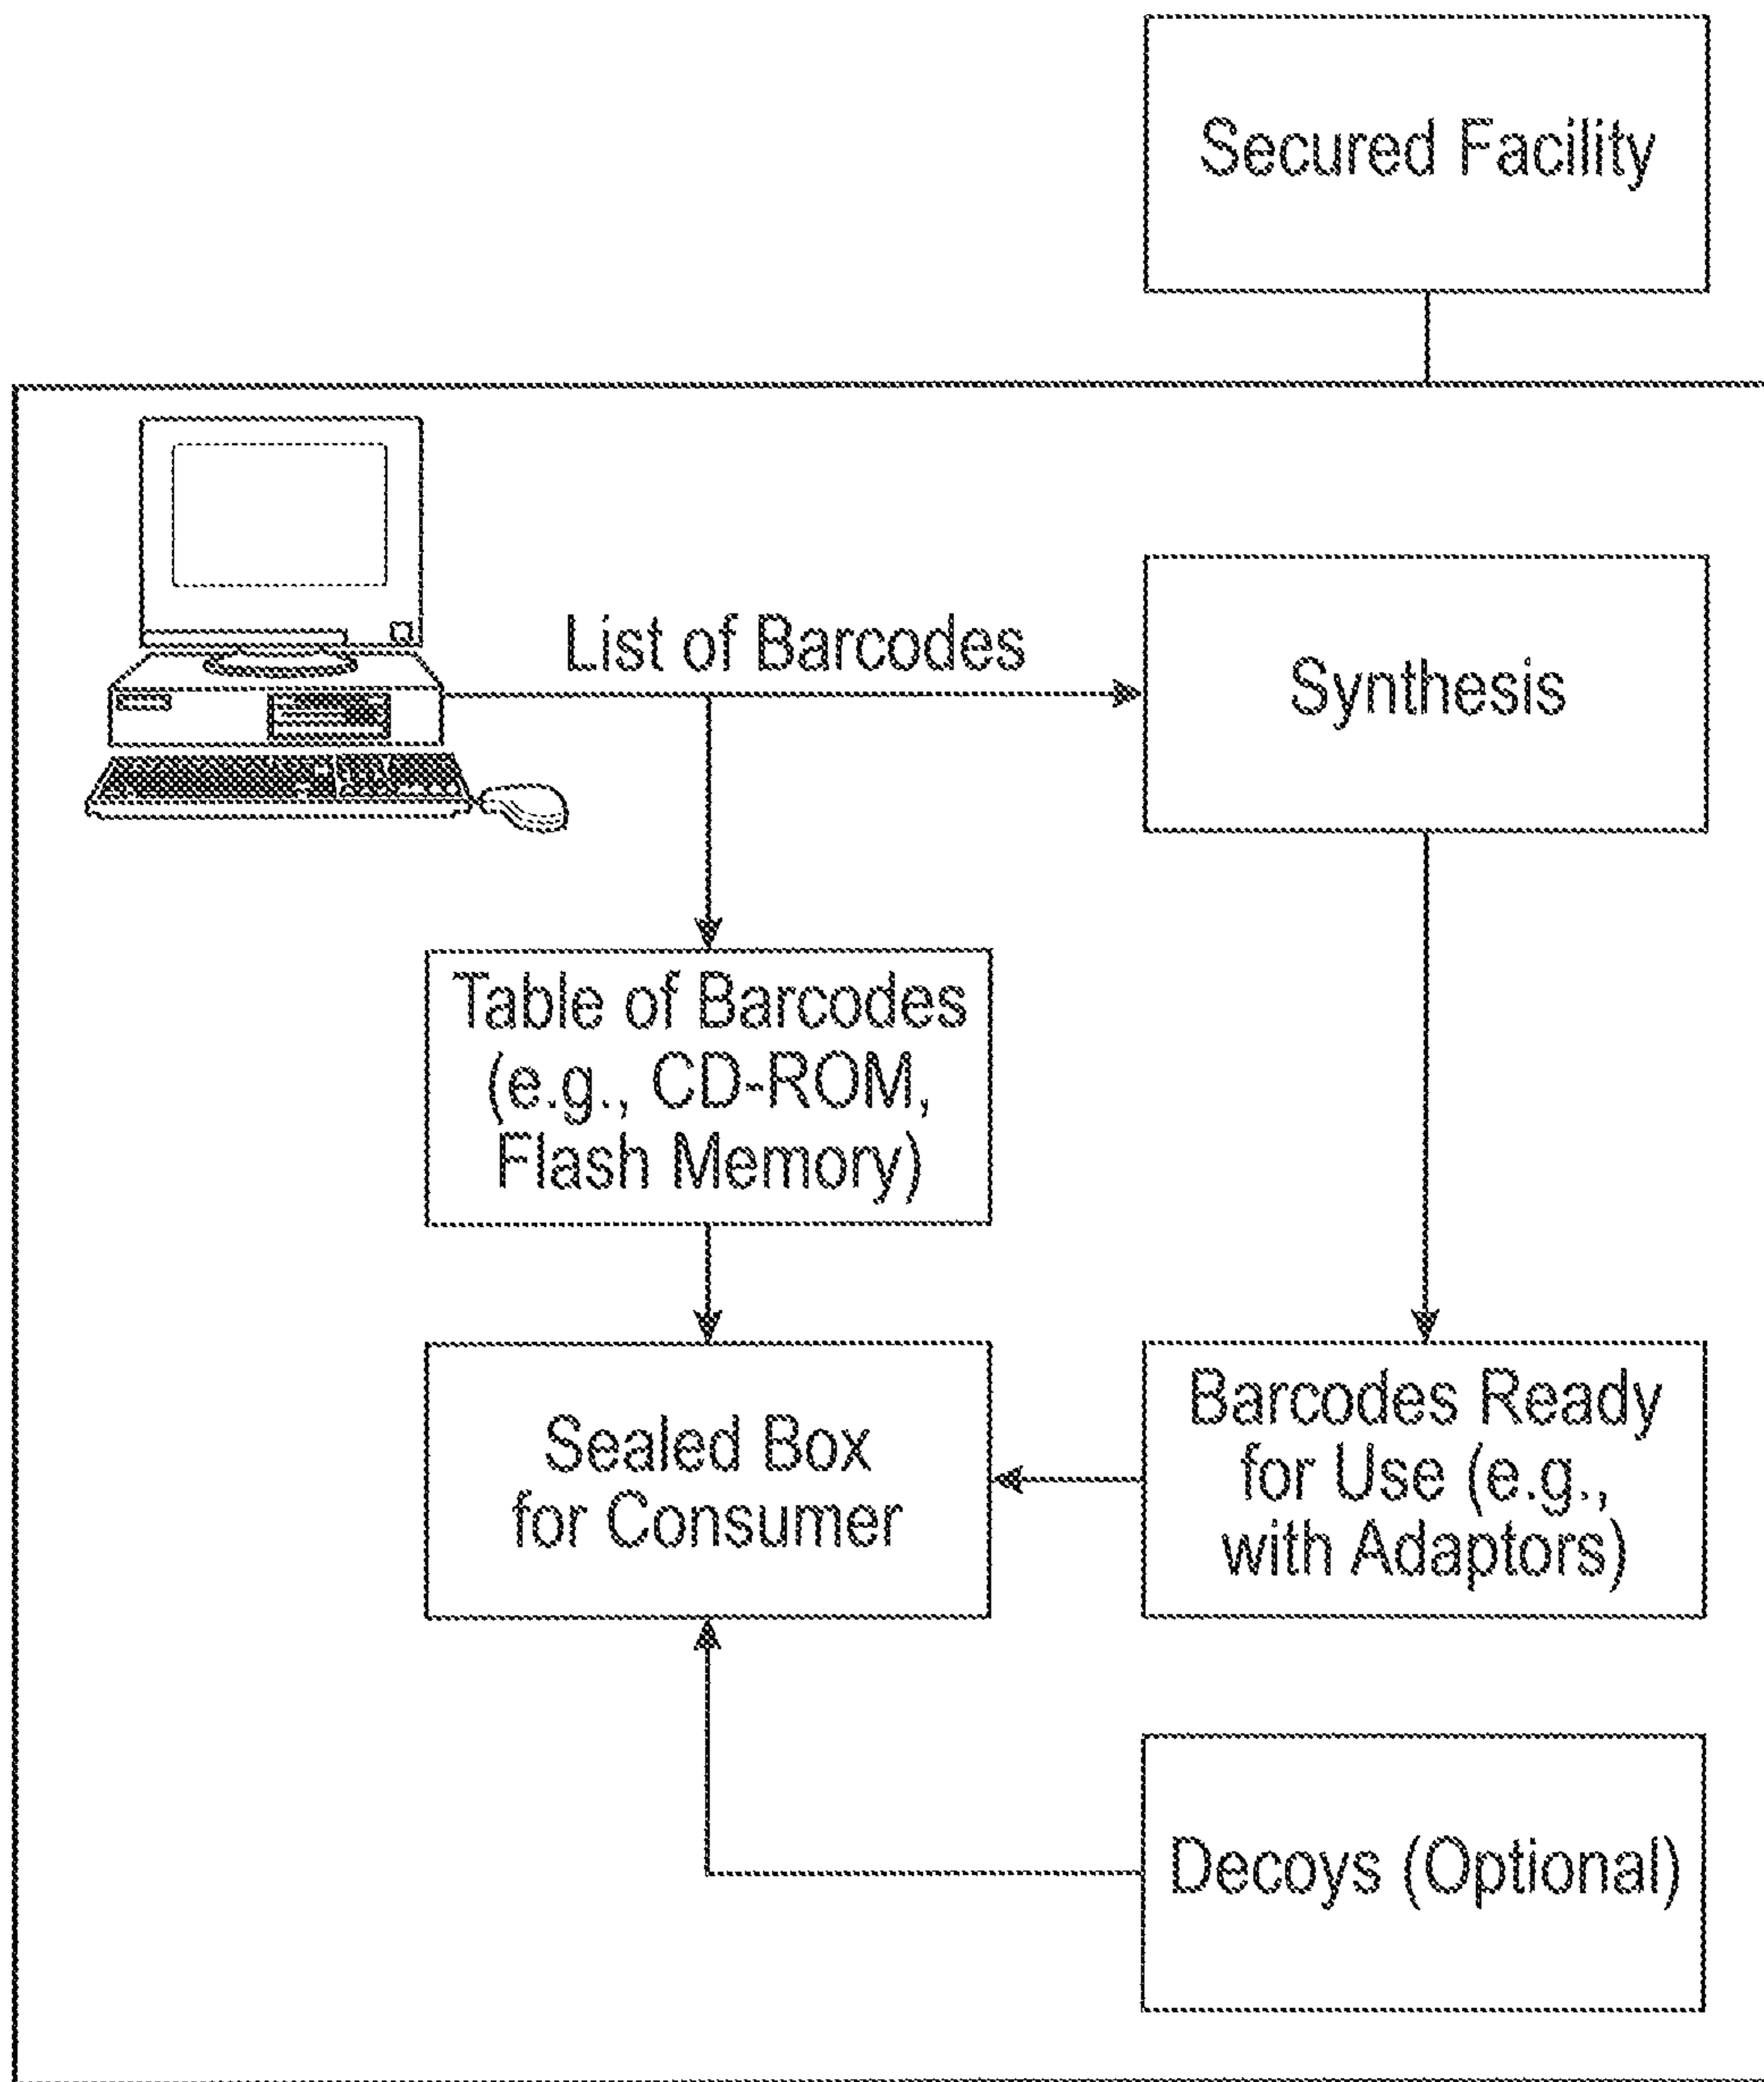 Secured Facility
List of Barcodes
Synthesis
Table of Barcodes
(e.g., CD-ROM,
Flash Memory)
Sealed Box
for Consumer
Barcodes Ready
for Use (e.g.,
with Adaptors)
Decoys (Optional)